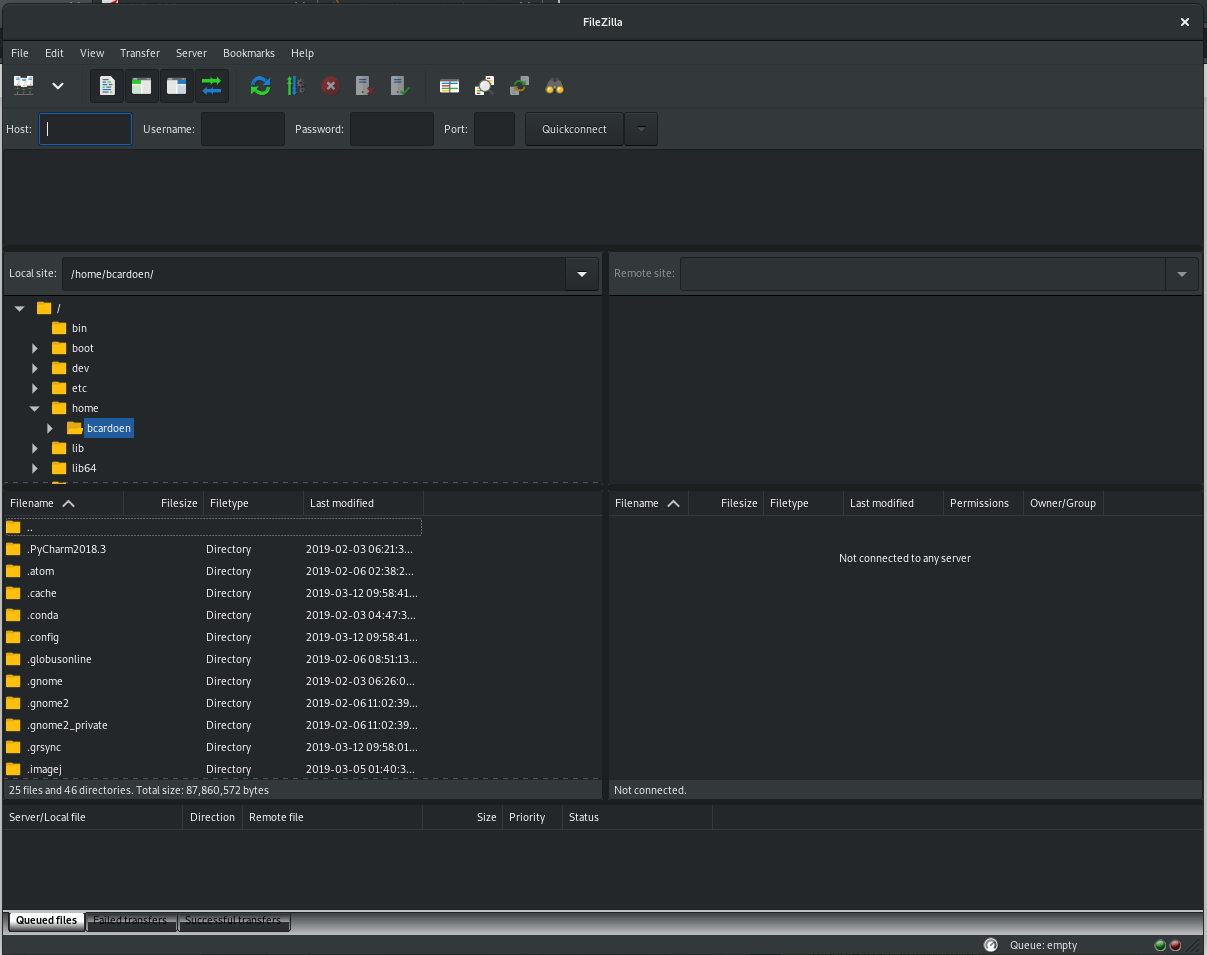 FileZilla
File Edit View Transfer Server Bookmarks Help
Host: Username: Password: Port: Quickconnect
Local site: /home/bcardoen/ Remote site:
/
bin
boot
dev
etc
home
bcardoen
lib
lib64
Filename Filesize Filetype Last modified
..
.PyCharm2018.3 Directory 2019-02-03 06:21:3...
.atom Directory 2019-02-06 02:38:2...
.cache Directory 2019-03-12 09:58:41...
.conda Directory 2019-02-03 04:47:3...
.config Directory 2019-03-12 09:58:41...
.globusonline Directory 2019-02-06 08:51:13...
.gnome Directory 2019-02-03 06:26:0...
.gnome2 Directory 2019-02-06 11:02:39...
.gnome2_private Directory 2019-02-06 11:02:39...
.grsync Directory 2019-03-12 09:58:01...
.imagej Directory 2019-03-05 01:40:3...
25 files and 46 directories. Total size: 87,860,572 bytes
Filename Filesize Filetype Last modified Permissions Owner/Group
Not connected to any server
Not connected.
Server/Local file Direction Remote file Size Priority Status
Queued files Failed transfers Successful transfers
Queue: empty